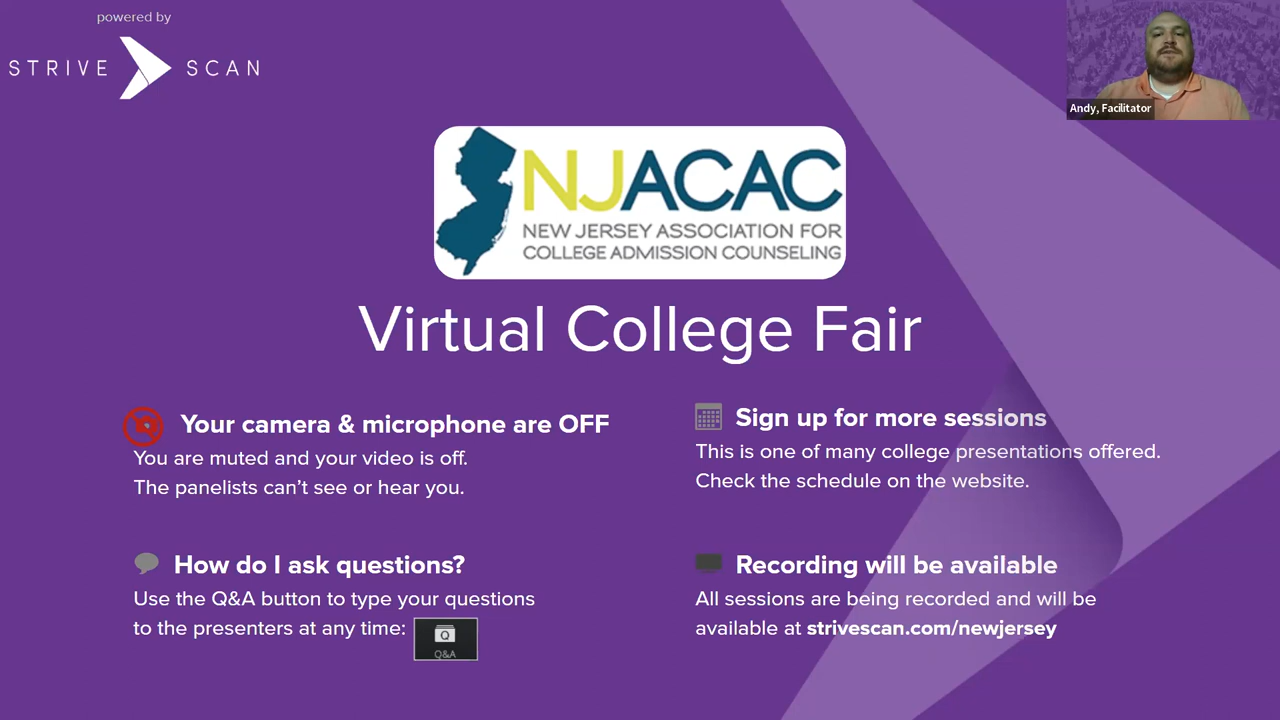 powered by
STRIVE SCAN
Andy, Facilitator
NJACAC
NEW JERSEY ASSOCIATION FOR
COLLEGE ADMISSION COUNSELING
Virtual College Fair
Your camera & microphone are OFF
You are muted and your video is off.
The panelists can’t see or hear you.
Sign up for more sessions
This is one of many college presentations offered.
Check the schedule on the website.
How do I ask questions?
Use the Q&A button to type your questions
to the presenters at any time:
Q
Q&A
Recording will be available
All sessions are being recorded and will be
available at strivescan.com/newjersey